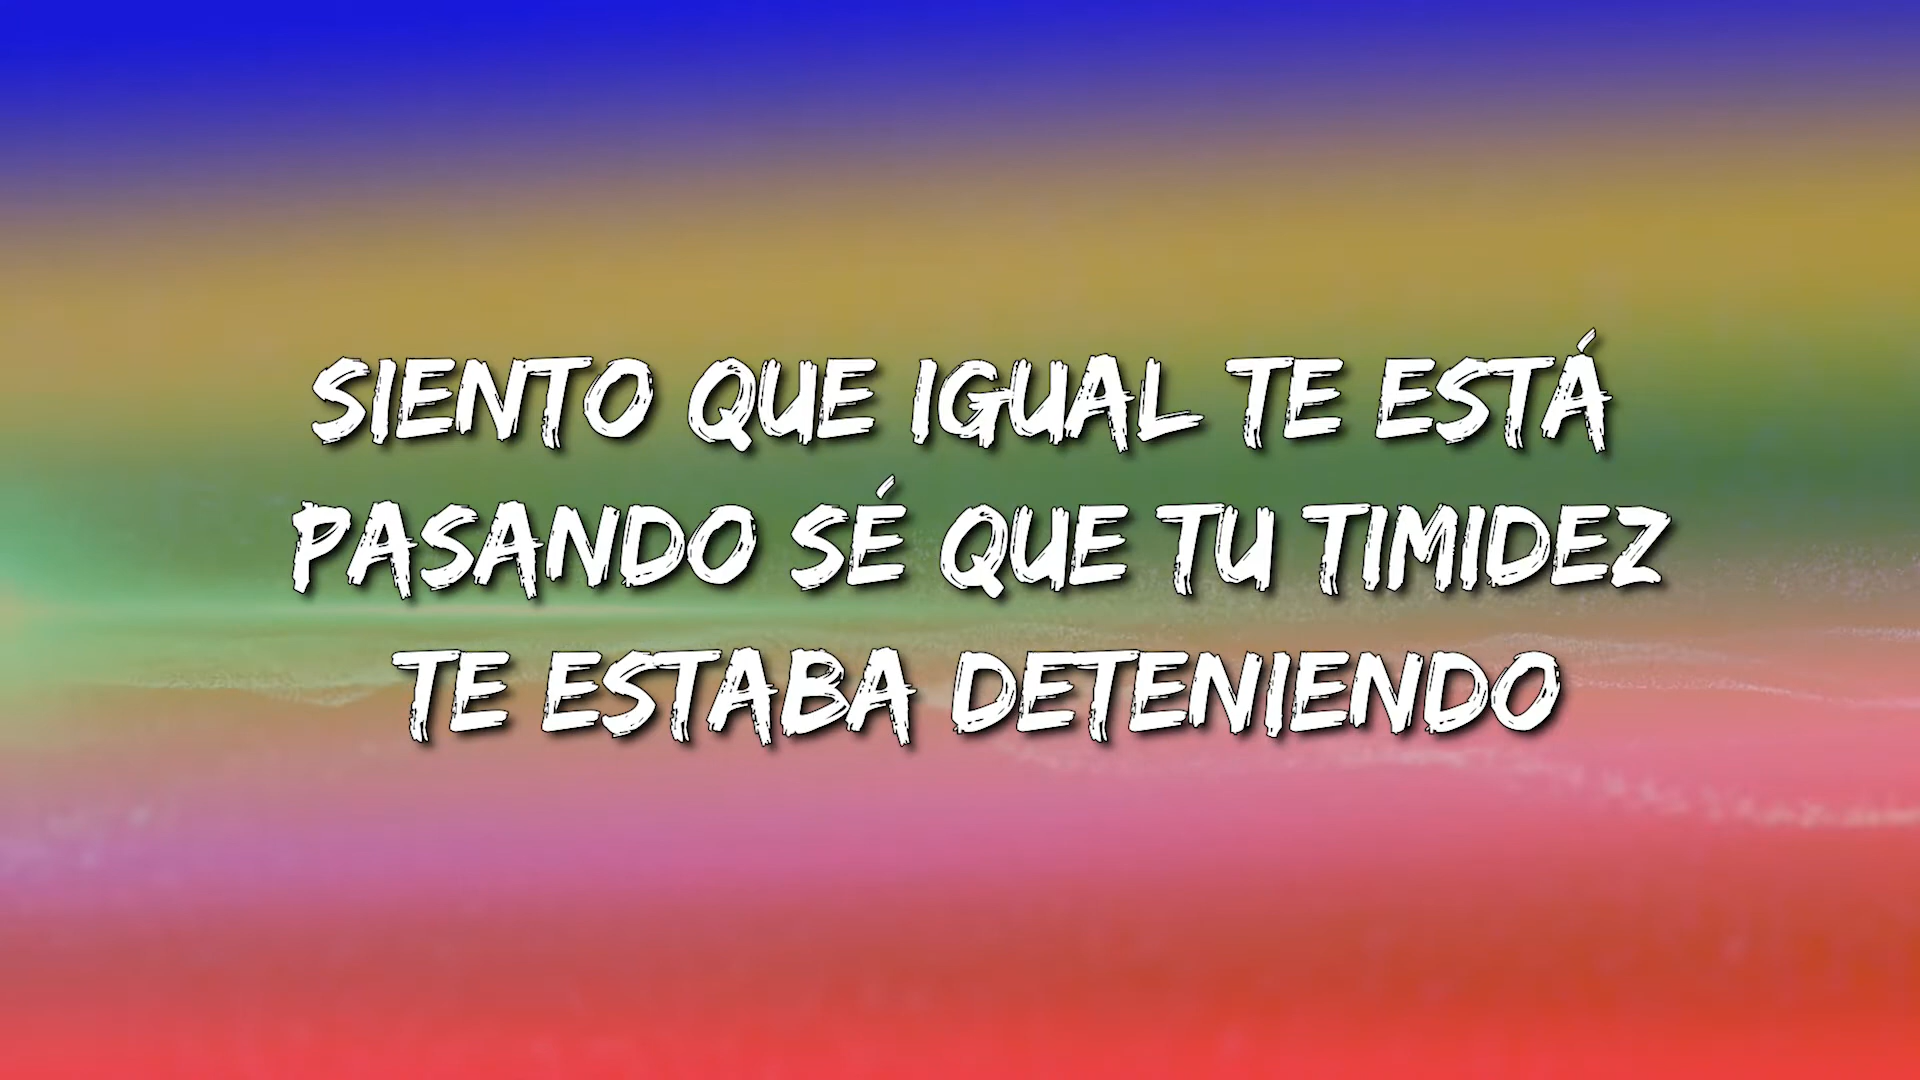 SIENTO QUE IGUAL TE ESTÁ
PASANDO SÉ QUE TU TIMIDEZ
TE ESTABA DETENIENDO